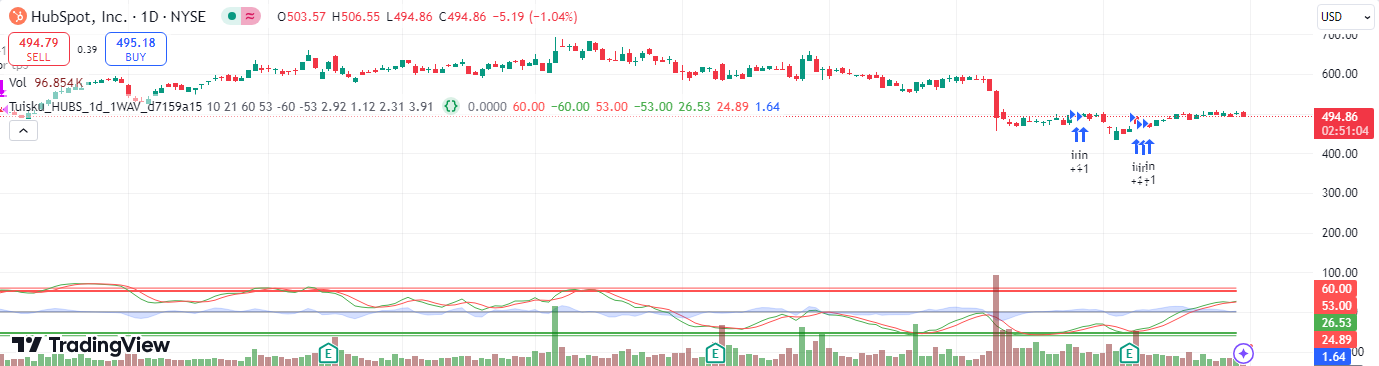 HubSpot, Inc. · 1D · NYSE
O503.57 H506.55 L494.86 C494.86 −5.19 (−1.04%)
USD
494.79
SELL
0.39
495.18
BUY
Vol 96.854K
Tuisku_HUBS_1d_1WAV_d7159a15 10 21 60 53 -60 -53 2.92 1.12 2.31 3.91 {} 0.0000 60.00 −60.00 53.00 −53.00 26.53 24.89 1.64
700.00
600.00
494.86
02:51:04
400.00
300.00
200.00
100.00
60.00
53.00
26.53
24.89
1.64
E
E
E
TradingView